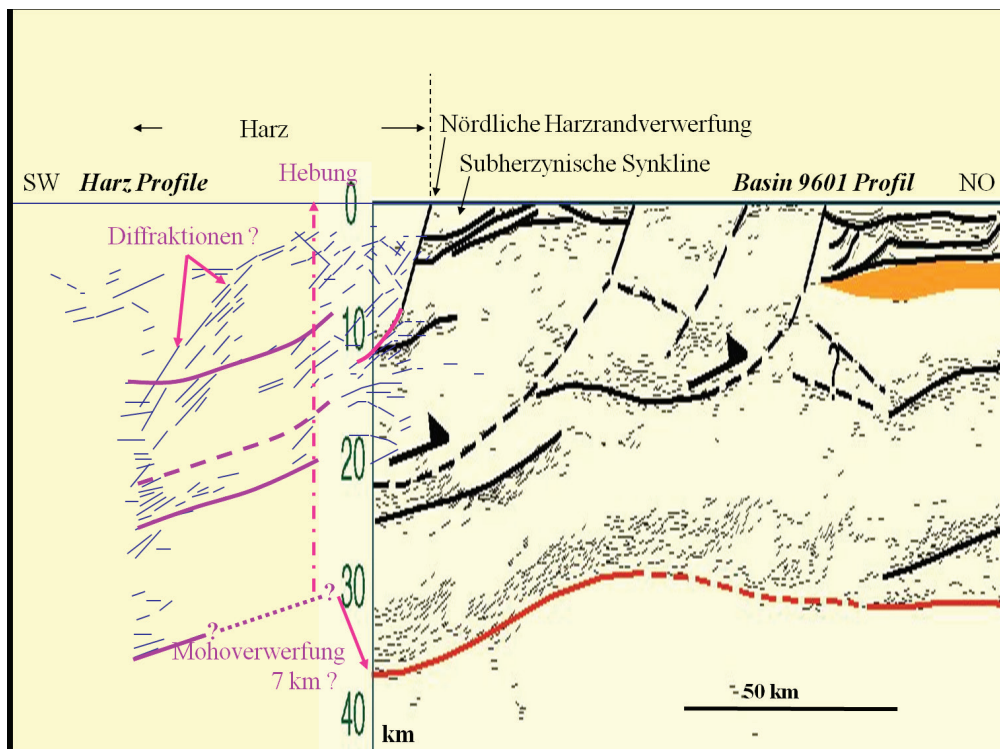 Harz
Nördliche Harzrandverwerfung
Subherzynische Synkline
SW Harz Profile
Hebung
Basin 9601 Profil NO
0
Diffraktionen ?
10
20
30
?
?
Mohoverwerfung
7 km ?
50 km
40
km